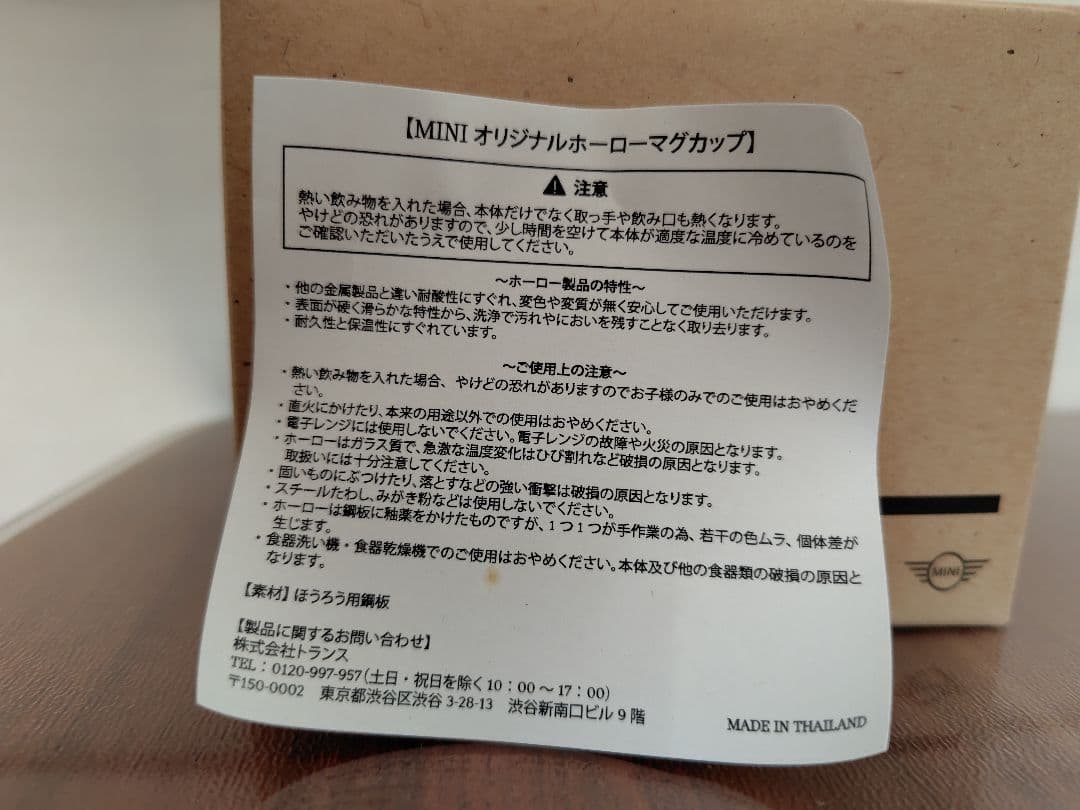 【MINI オリジナルホーローマグカップ】
⚠ 注意
熱い飲み物を入れた場合、本体だけでなく取っ手や飲み口も熱くなります。
やけどの恐れがありますので、少し時間を空けて本体が適度な温度に冷めているのを
ご確認いただいたうえで使用してください。
～ホーロー製品の特性～
・他の金属製品と違い耐酸性にすぐれ、変色や変質が無く安心してご使用いただけます。
・表面が硬く滑らかな特性から、洗浄で汚れやにおいを残すことなく取り去ります。
・耐久性と保温性にすぐれています。
～ご使用上の注意～
・熱い飲み物を入れた場合、やけどの恐れがありますのでお子様のみでのご使用はおやめくだ
さい。
・直火にかけたり、本来の用途以外での使用はおやめください。
・電子レンジには使用しないでください。電子レンジの故障や火災の原因となります。
・ホーローはガラス質で、急激な温度変化はひび割れなど破損の原因となります。
取扱いには十分注意してください。
・固いものにぶつけたり、落とすなどの強い衝撃は破損の原因となります。
・スチールたわし、みがき粉などは使用しないでください。
・ホーローは鋼板に釉薬をかけたものですが、1つ1つが手作業の為、若干の色ムラ、個体差が
生じます。
・食器洗い機・食器乾燥機でのご使用はおやめください。本体及び他の食器類の破損の原因と
なります。
【素材】ほうろう用鋼板
【製品に関するお問い合わせ】
株式会社トランス
TEL：0120-997-957（土日・祝日を除く10：00～17：00）
〒150-0002 東京都渋谷区渋谷 3-28-13 渋谷新南口ビル 9 階
MADE IN THAILAND
MINI